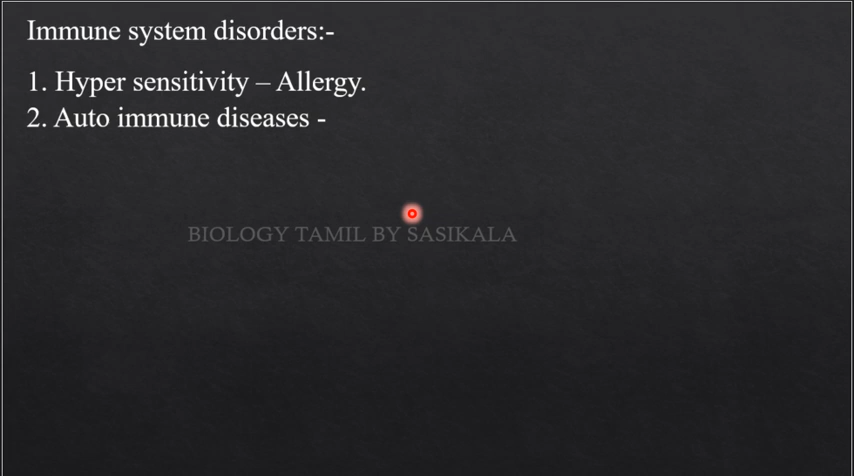 Immune system disorders:-
1. Hyper sensitivity – Allergy.
2. Auto immune diseases -
BIOLOGY TAMIL BY SASIKALA